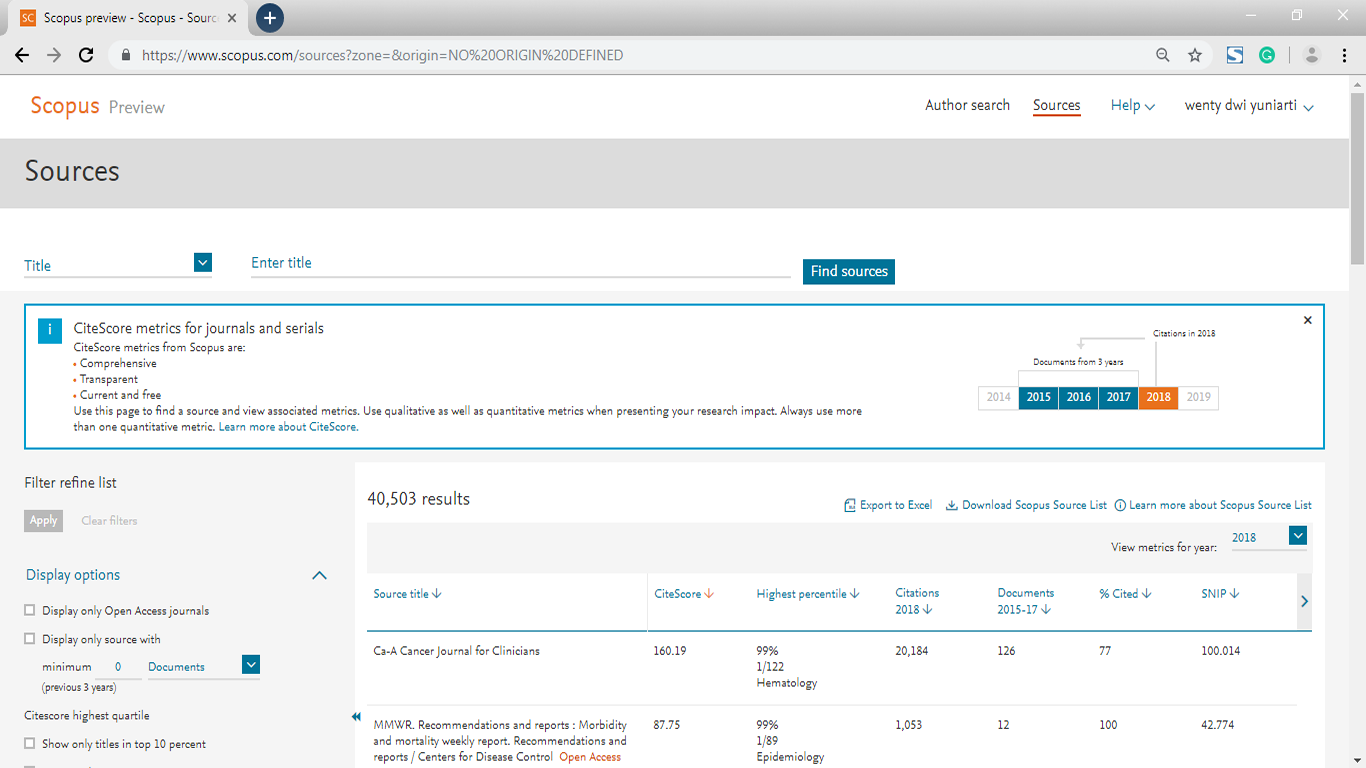 SC Scopus preview - Scopus - Sourc
https://www.scopus.com/sources?zone=&origin=NO%20ORIGIN%20DEFINED
Scopus Preview
Author search Sources Help wenty dwi yuniarti
Sources
Title Enter title Find sources
i CiteScore metrics for journals and serials
CiteScore metrics from Scopus are:
• Comprehensive
• Transparent
• Current and free
Use this page to find a source and view associated metrics. Use qualitative as well as quantitative metrics when presenting your research impact. Always use more
than one quantitative metric. Learn more about CiteScore.
Citations in 2018
Documents from 3 years
2014 2015 2016 2017 2018 2019
Filter refine list
Apply Clear filters
Display options
Display only Open Access journals
Display only source with
minimum 0 Documents
(previous 3 years)
Citescore highest quartile
Show only titles in top 10 percent
40,503 results
Export to Excel Download Scopus Source List Learn more about Scopus Source List
View metrics for year: 2018
Source title CiteScore Highest percentile Citations Documents % Cited SNIP
2018 2015-17
Ca-A Cancer Journal for Clinicians 160.19 99% 20,184 126 77 100.014
1/122
Hematology
MMWR. Recommendations and reports : Morbidity 87.75 99% 1,053 12 100 42.774
and mortality weekly report. Recommendations and 1/89
reports / Centers for Disease Control Open Access Epidemiology